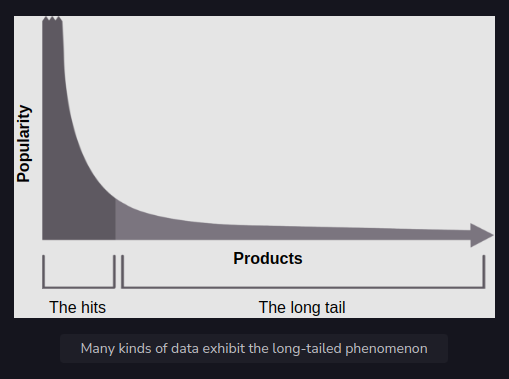 Popularity
Products
The hits
The long tail
Many kinds of data exhibit the long-tailed phenomenon